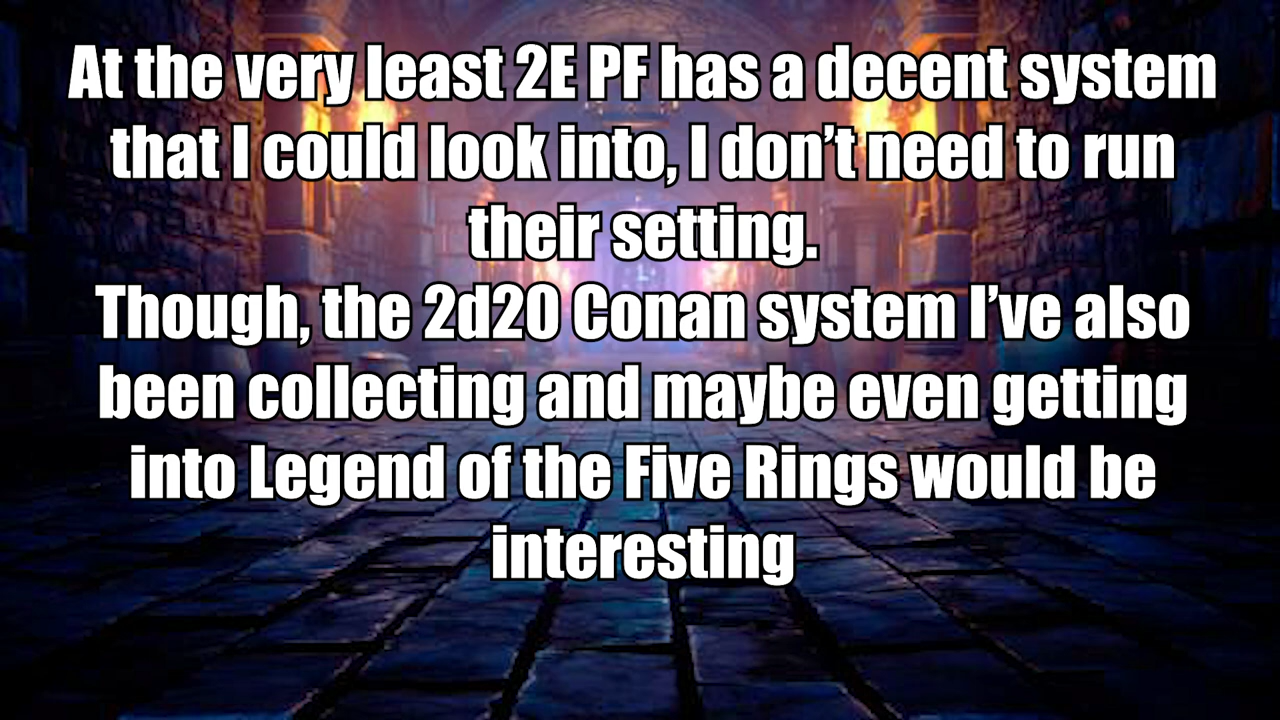 At the very least 2E PF has a decent system
that I could look into, I don’t need to run
their setting.
Though, the 2d20 Conan system I’ve also
been collecting and maybe even getting
into Legend of the Five Rings would be
interesting